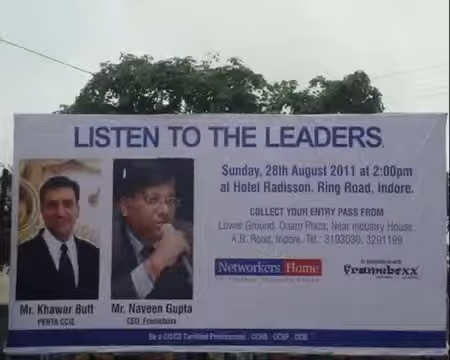 LISTEN TO THE LEADERS
Sunday, 28th August 2011 at 2:00pm
at Hotel Radisson. Ring Road, Indore.
COLLECT YOUR ENTRY PASS FROM
Lower Ground, Onam Plaza, Near Industry House,
A.B. Road, Indore. Tel.: 3193030, 3291199
Networkers Home
Mr. Khawar Butt
PENTA CCIE
Mr. Naveen Gupta
CEO
Be a CISCO Certified Professional CCNA CCNP CCIE